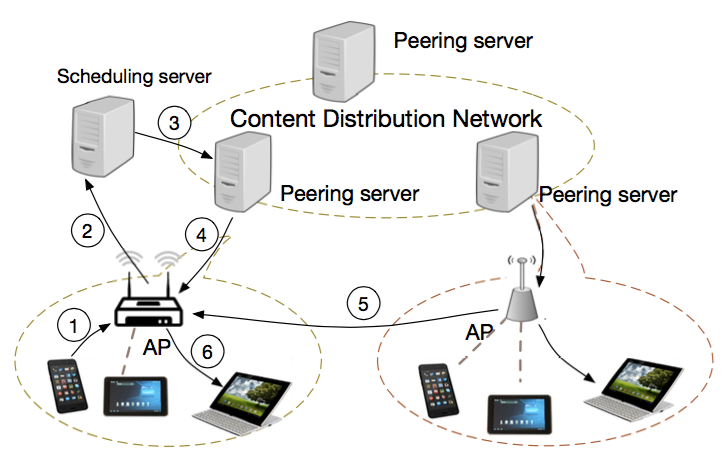 Peering server
Scheduling server
Content Distribution Network
3
Peering server
Peering server
2
4
5
1
AP
6
AP